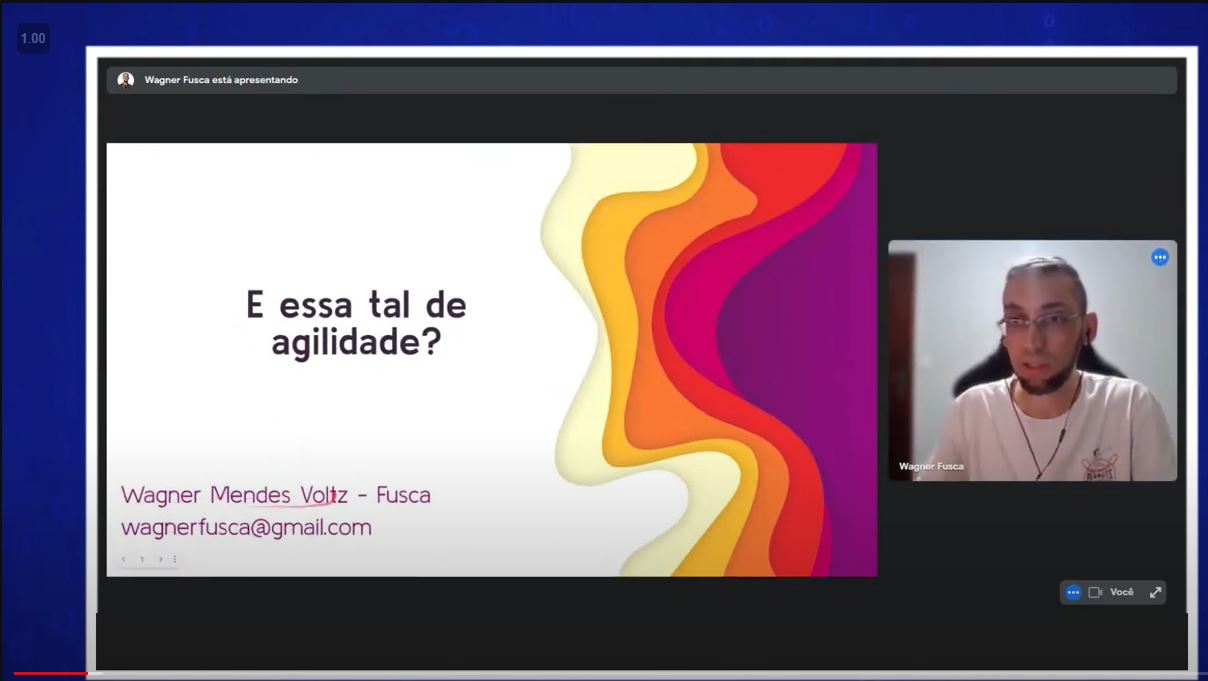 1.00
Wagner Fusca está apresentando
E essa tal de
agilidade?
Wagner Mendes Voltz - Fusca
wagnerfusca@gmail.com
1
Wagner Fusca
Você